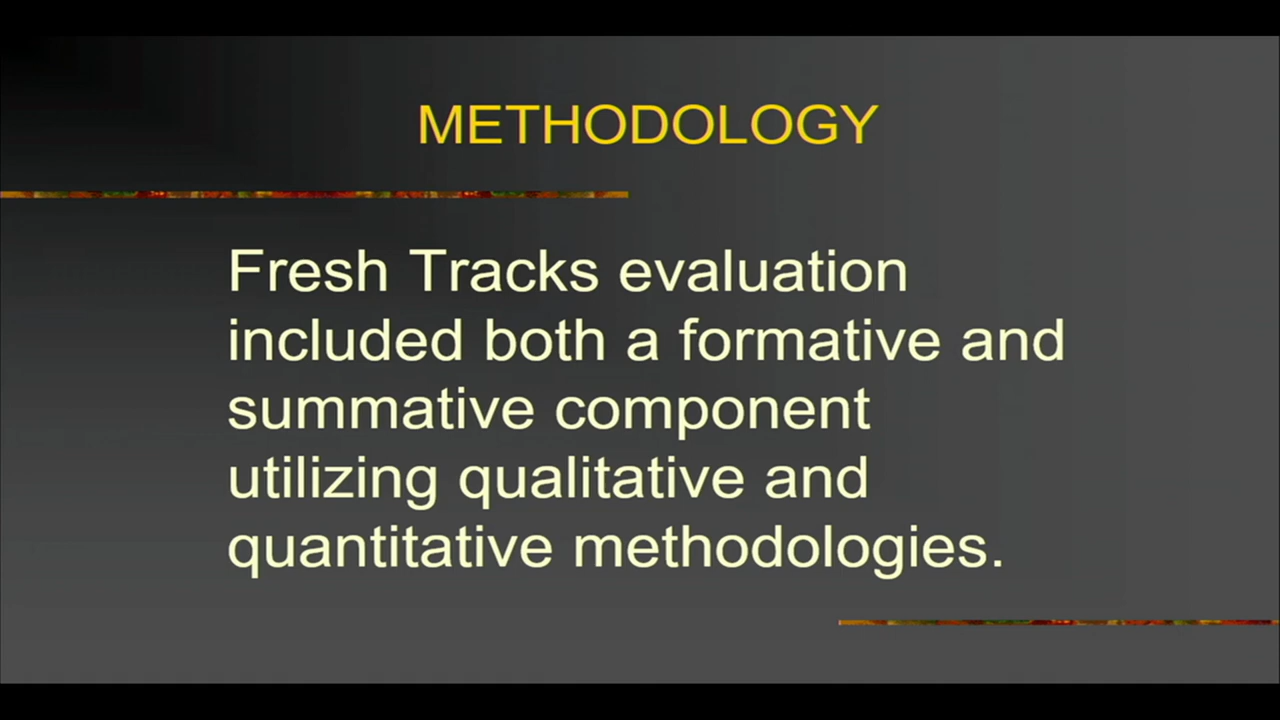 METHODOLOGY
Fresh Tracks evaluation
included both a formative and
summative component
utilizing qualitative and
quantitative methodologies.